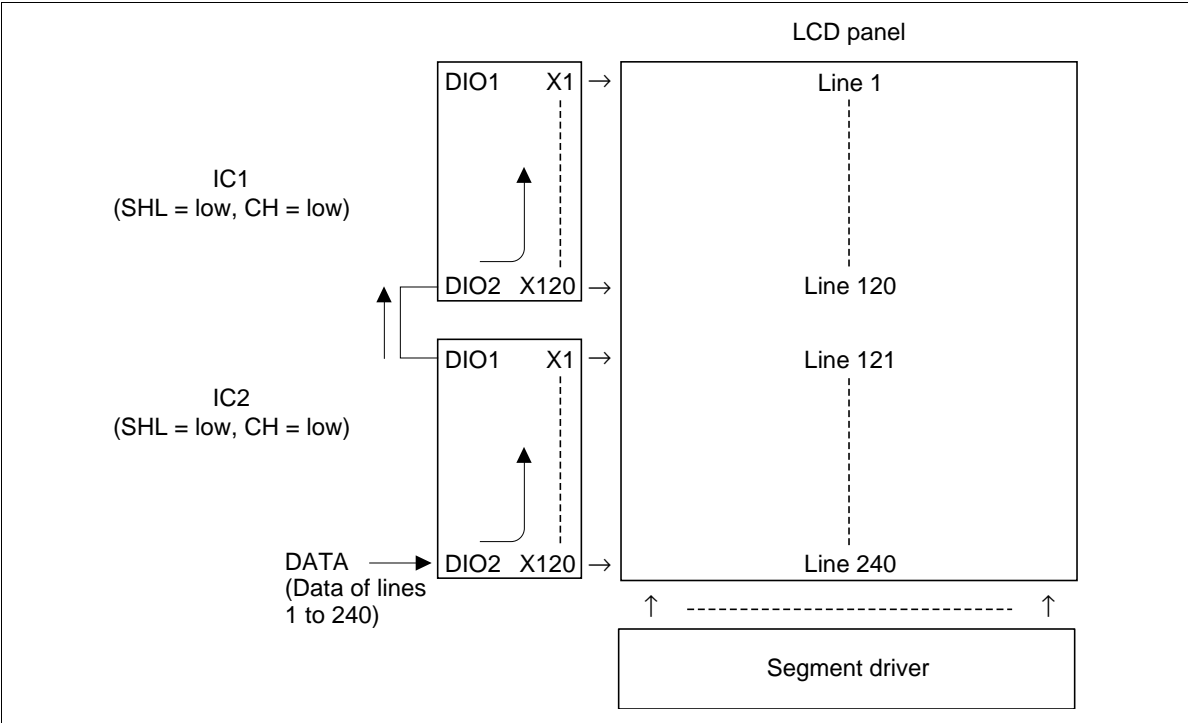 LCD panel
DIO1 X1 → Line 1
IC1
(SHL = low, CH = low)
DIO2 X120 → Line 120
DIO1 X1 → Line 121
IC2
(SHL = low, CH = low)
DATA
(Data of lines
1 to 240)
DIO2 X120 → Line 240
Segment driver